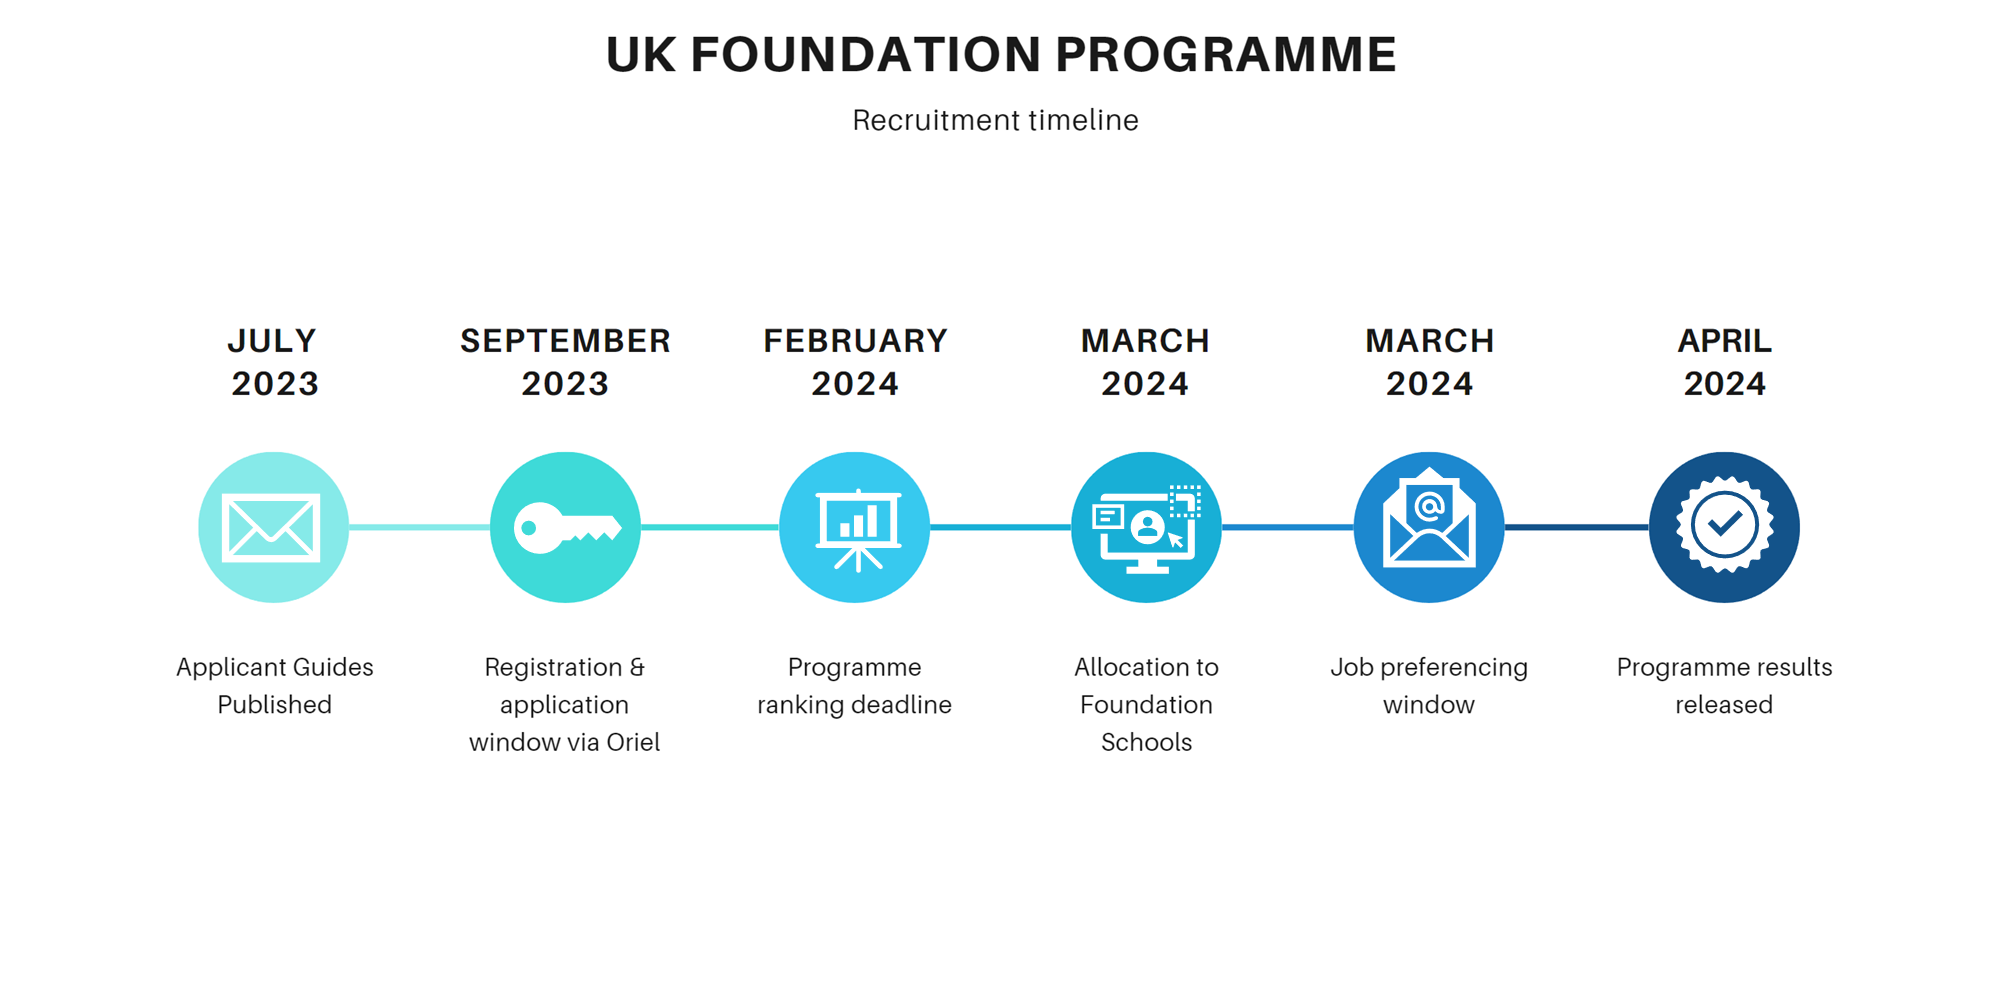 UK FOUNDATION PROGRAMME
Recruitment timeline
JULY
2023
SEPTEMBER
2023
FEBRUARY
2024
MARCH
2024
MARCH
2024
APRIL
2024
@
Applicant Guides
Published
Registration &
application
window via Oriel
Programme
ranking deadline
Allocation to
Foundation
Schools
Job preferencing
window
Programme results
released